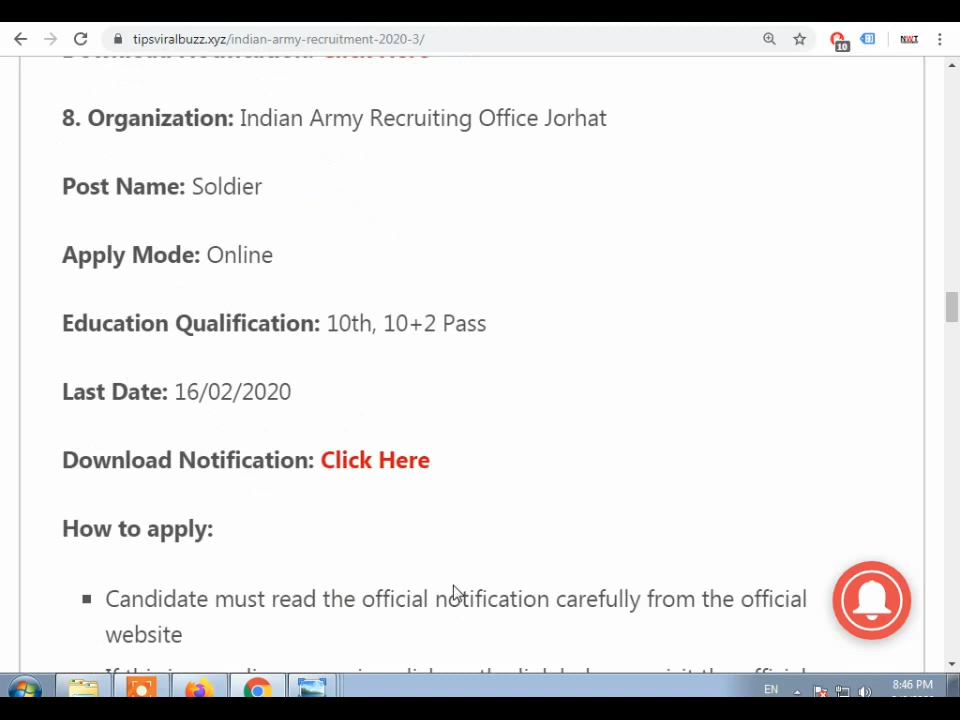 tipsviralbuzz.xyz/indian-army-recruitment-2020-3/
10
NWT
8. Organization: Indian Army Recruiting Office Jorhat
Post Name: Soldier
Apply Mode: Online
Education Qualification: 10th, 10+2 Pass
Last Date: 16/02/2020
Download Notification: Click Here
How to apply:
Candidate must read the official notification carefully from the official
website
EN
8:46 PM